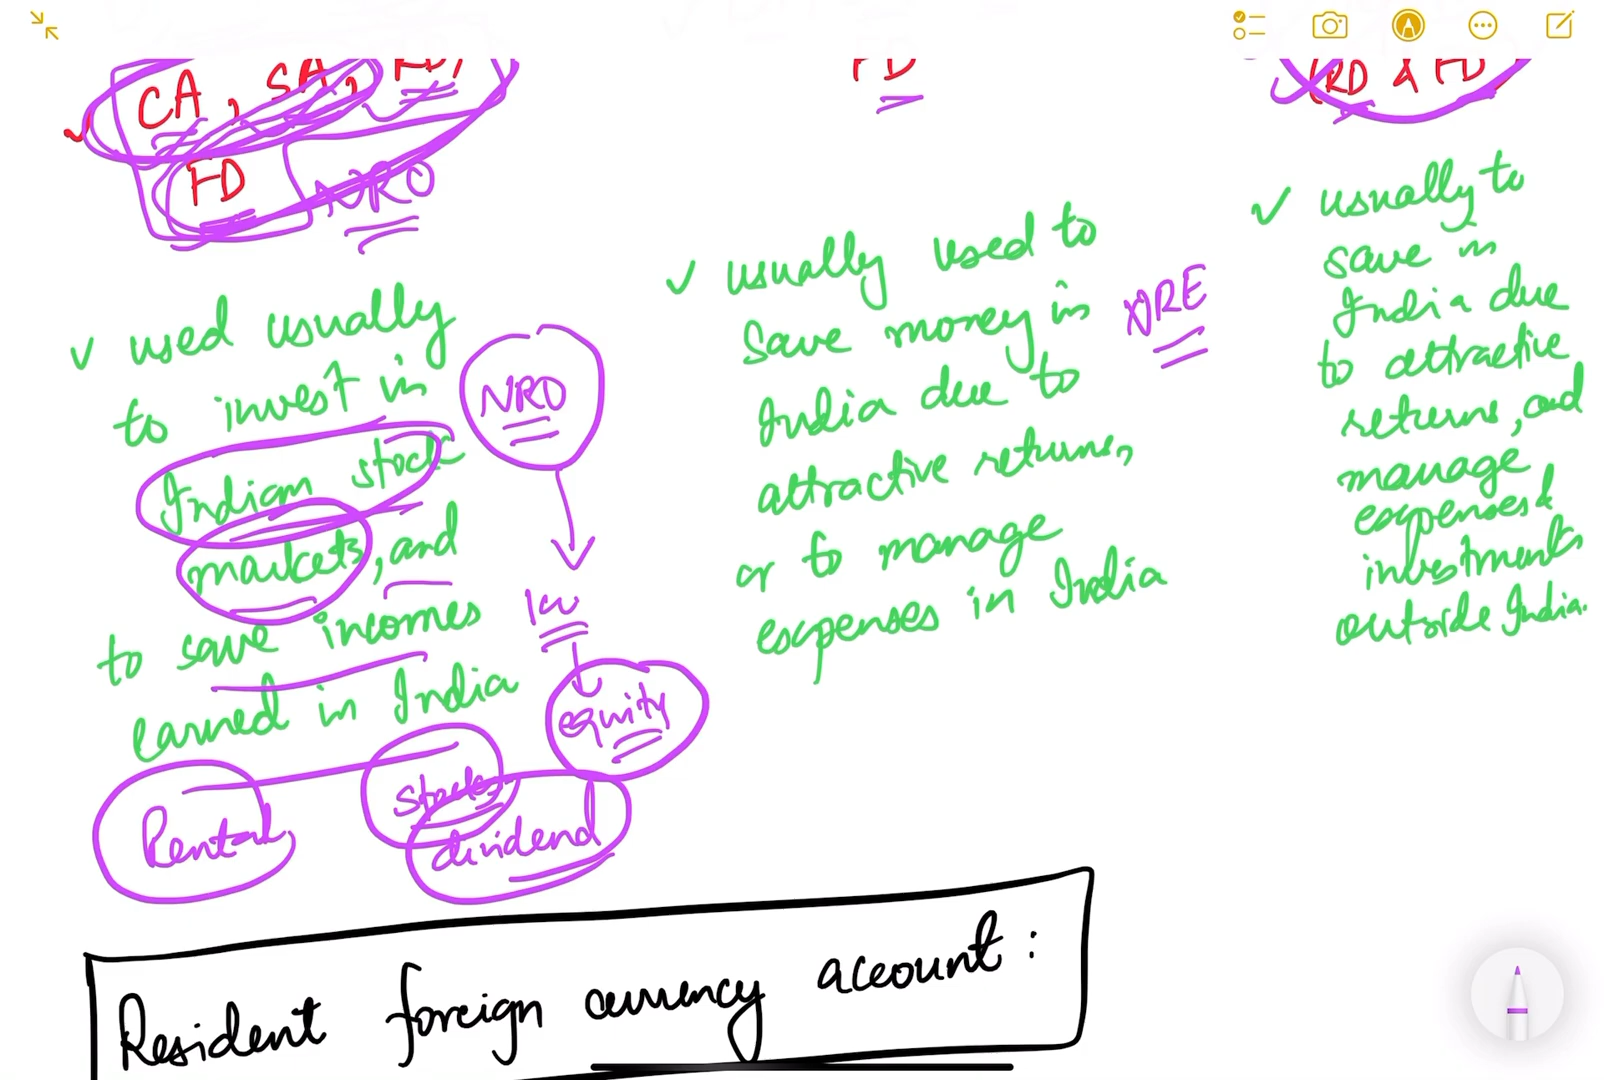 CA, SA, RD,
FD
NRO
✓ used usually
to invest in
Indian stock
markets, and
to save incomes
earned in India
NRO
equity
Rental,
stocks
dividend
FD
✓ usually used to
save money in
India due to
attractive returns,
or to manage
expenses in India
NRE
(RD & FD
✓ usually to
save in
India due
to attractive
returns, and
manage
expenses &
investments
outside India.
Resident foreign currency account: